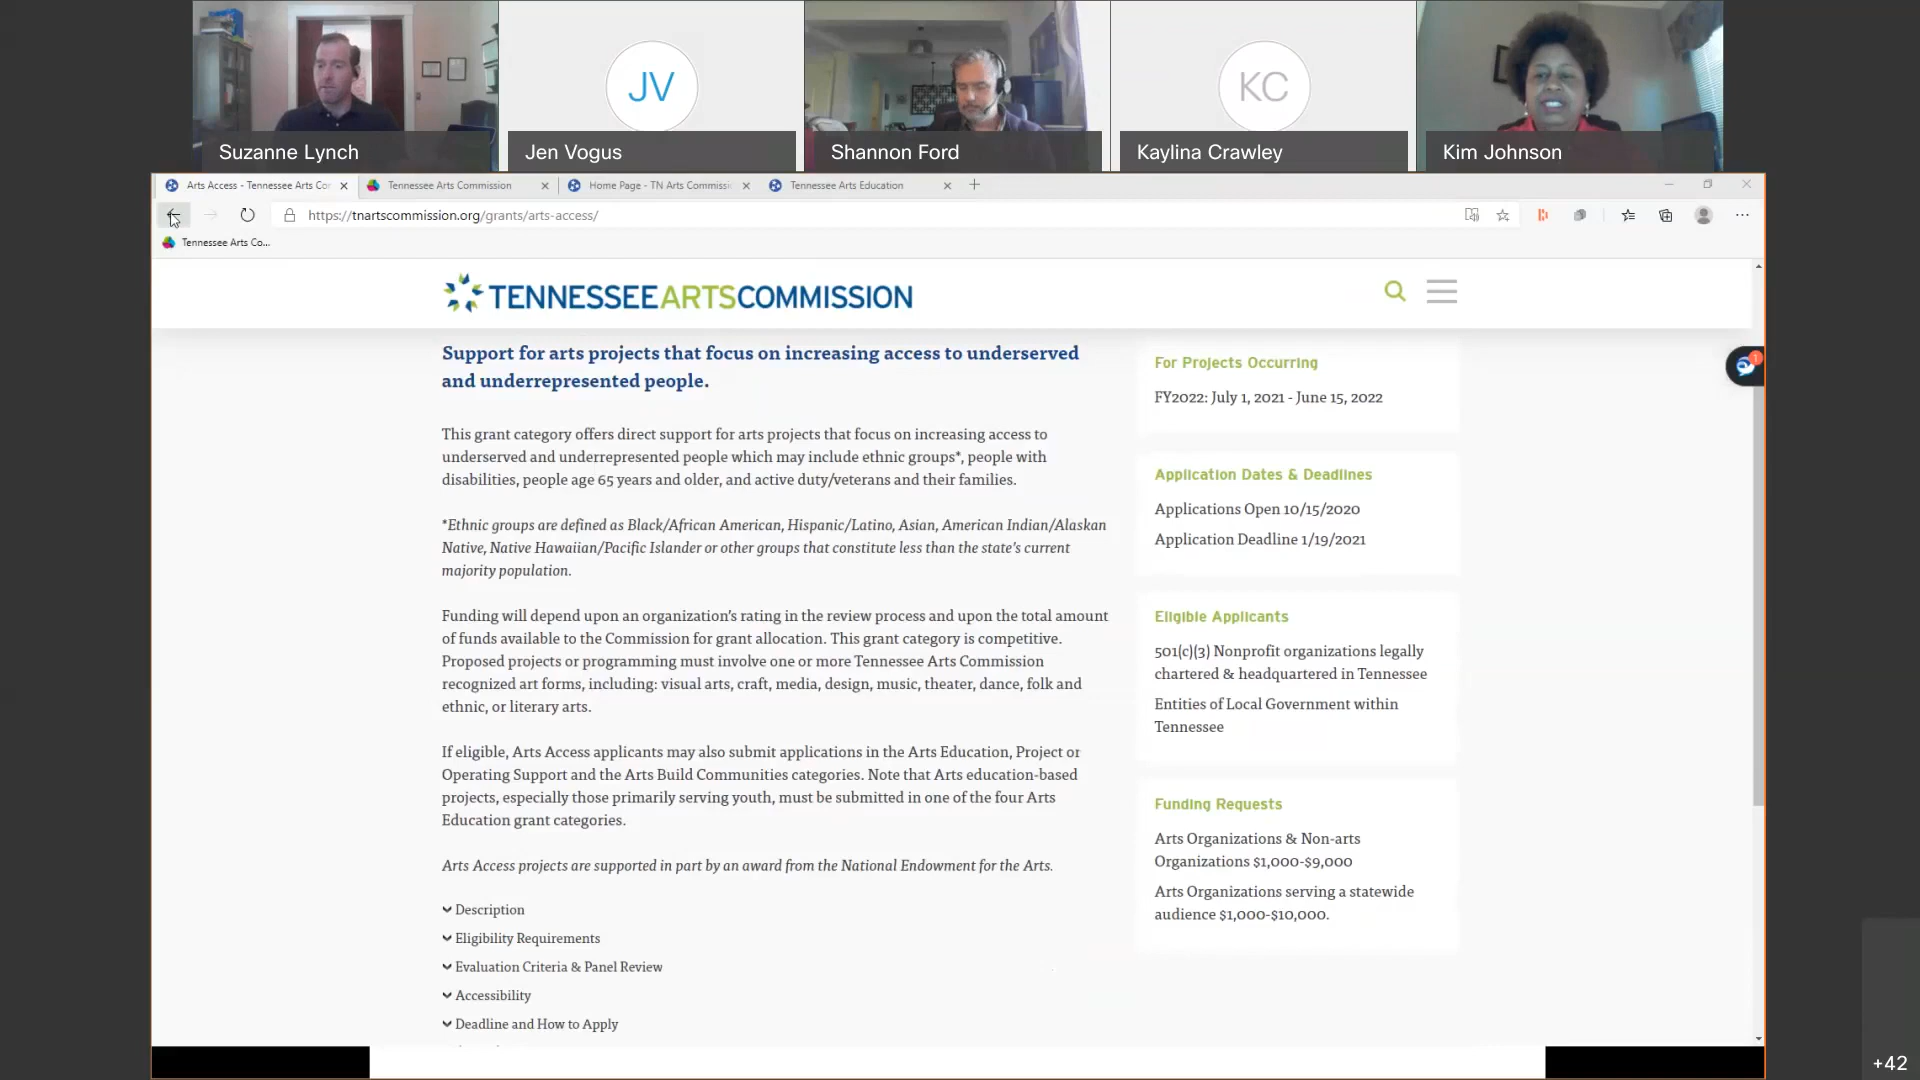 JV
KC
Suzanne Lynch
Jen Vogus
Shannon Ford
Kaylina Crawley
Kim Johnson
Arts Access - Tennessee Arts Cor
Tennessee Arts Commission
Home Page - TN Arts Commissi
Tennessee Arts Education
https://tnartscommission.org/grants/arts-access/
Tennessee Arts Co...
TENNESSEEARTSCOMMISSION
1
Support for arts projects that focus on increasing access to underserved
and underrepresented people.
This grant category offers direct support for arts projects that focus on increasing access to
underserved and underrepresented people which may include ethnic groups*, people with
disabilities, people age 65 years and older, and active duty/veterans and their families.
*Ethnic groups are defined as Black/African American, Hispanic/Latino, Asian, American Indian/Alaskan
Native, Native Hawaiian/Pacific Islander or other groups that constitute less than the state's current
majority population.
Funding will depend upon an organization's rating in the review process and upon the total amount
of funds available to the Commission for grant allocation. This grant category is competitive.
Proposed projects or programming must involve one or more Tennessee Arts Commission
recognized art forms, including: visual arts, craft, media, design, music, theater, dance, folk and
ethnic, or literary arts.
If eligible, Arts Access applicants may also submit applications in the Arts Education, Project or
Operating Support and the Arts Build Communities categories. Note that Arts education-based
projects, especially those primarily serving youth, must be submitted in one of the four Arts
Education grant categories.
Arts Access projects are supported in part by an award from the National Endowment for the Arts.
Description
Eligibility Requirements
Evaluation Criteria & Panel Review
Accessibility
Deadline and How to Apply
For Projects Occurring
FY2022: July 1, 2021 - June 15, 2022
Application Dates & Deadlines
Applications Open 10/15/2020
Application Deadline 1/19/2021
Eligible Applicants
501(c)(3) Nonprofit organizations legally
chartered & headquartered in Tennessee
Entities of Local Government within
Tennessee
Funding Requests
Arts Organizations & Non-arts
Organizations $1,000-$9,000
Arts Organizations serving a statewide
audience $1,000-$10,000.
+42